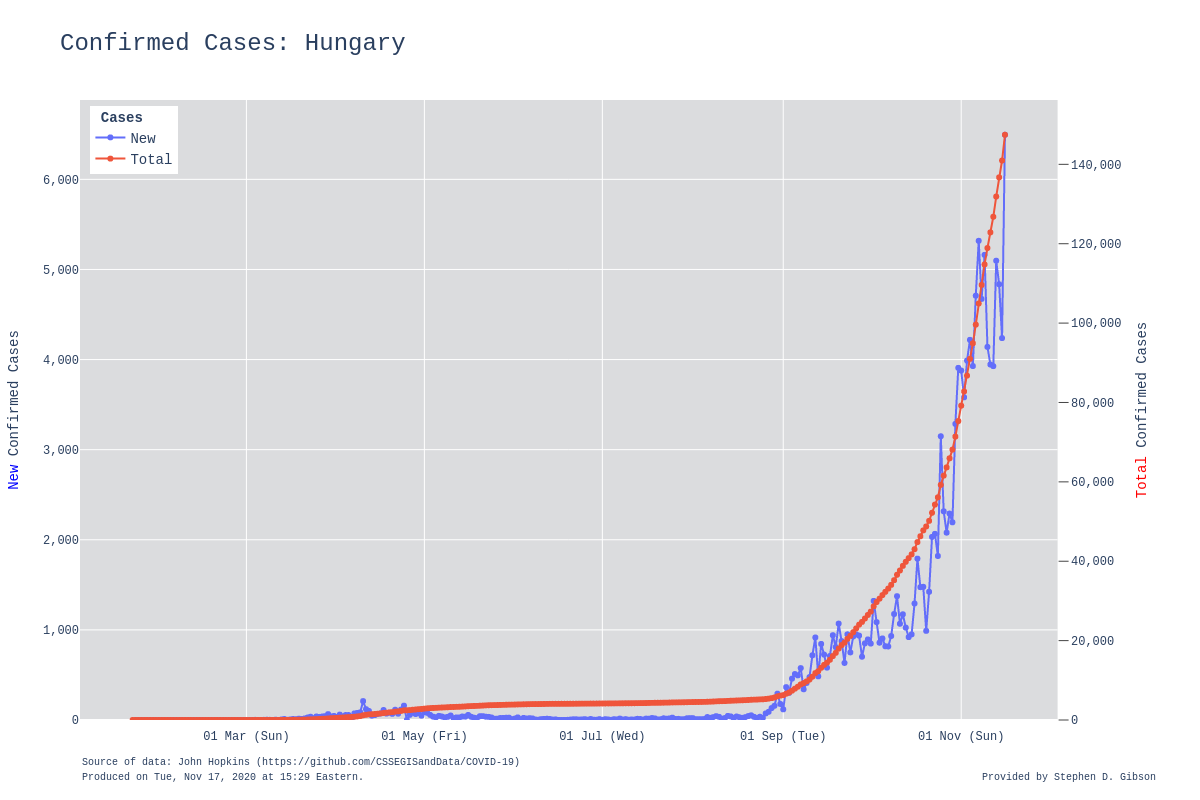 Confirmed Cases: Hungary
Cases
New
Total
6,000
5,000
4,000
3,000
2,000
1,000
0
New Confirmed Cases
140,000
120,000
100,000
80,000
60,000
40,000
20,000
0
Total Confirmed Cases
01 Mar (Sun)
01 May (Fri)
01 Jul (Wed)
01 Sep (Tue)
01 Nov (Sun)
Source of data: John Hopkins (https://github.com/CSSEGISandData/COVID-19)
Produced on Tue, Nov 17, 2020 at 15:29 Eastern.
Provided by Stephen D. Gibson